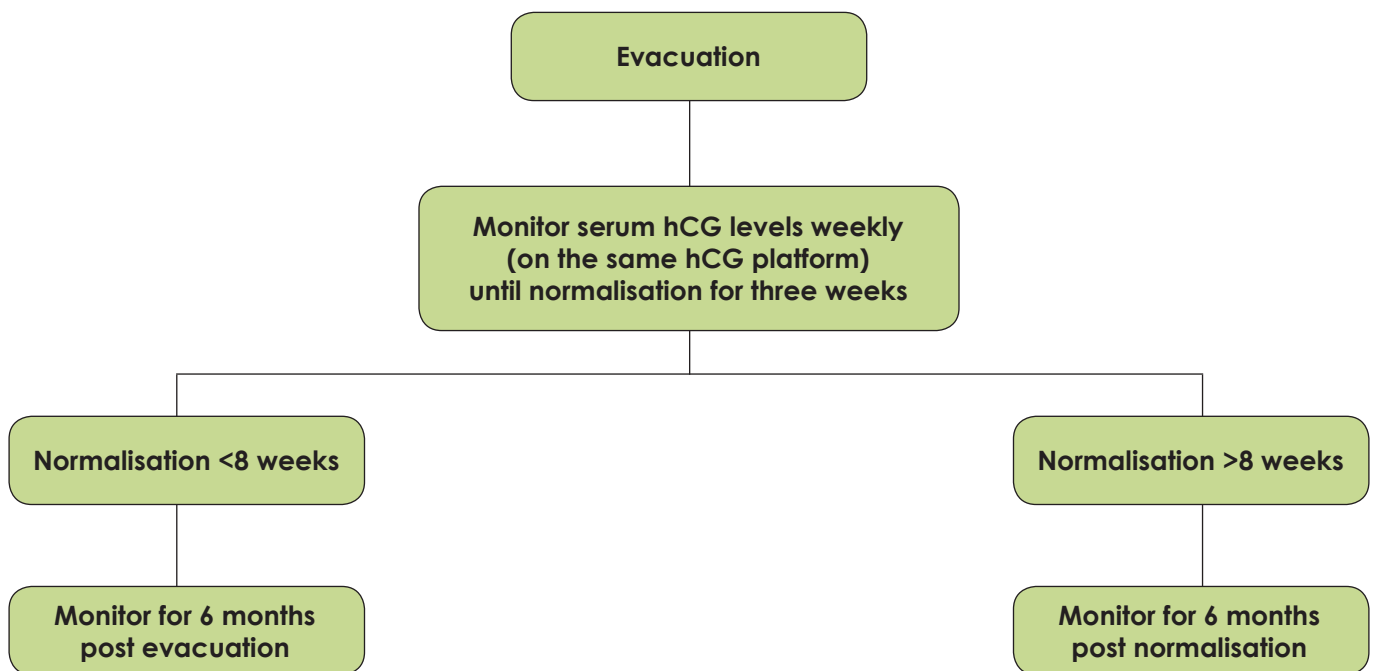 Evacuation
Monitor serum hCG levels weekly
(on the same hCG platform)
until normalisation for three weeks
Normalisation <8 weeks
Normalisation >8 weeks
Monitor for 6 months
post evacuation
Monitor for 6 months
post normalisation